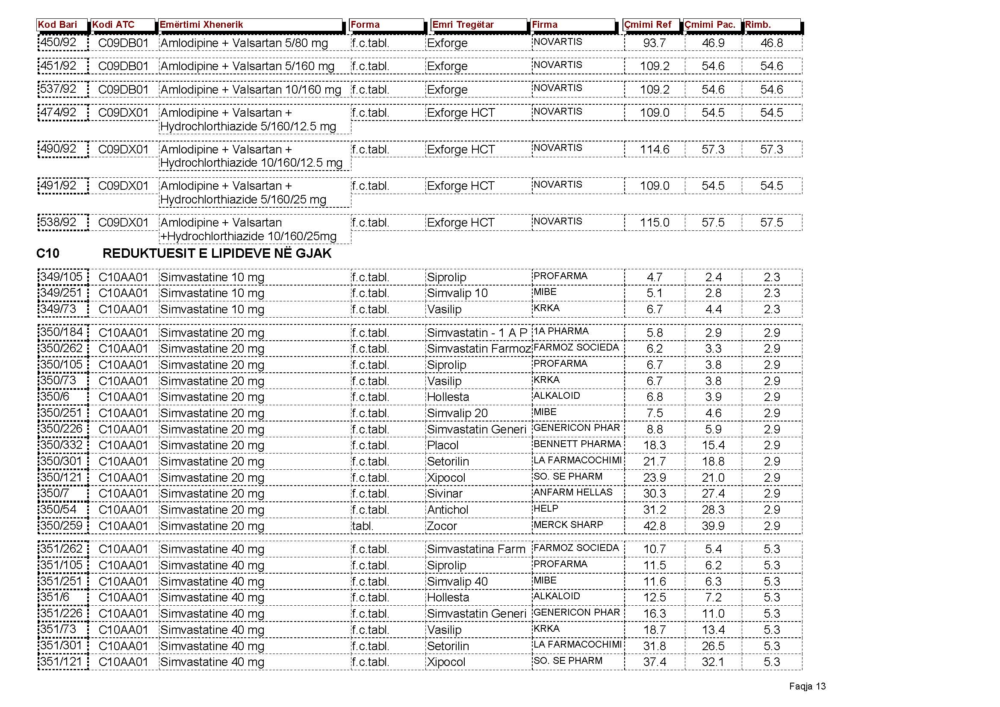 Kod Bari Kodi ATC Emërtimi Xhenerik Forma Emri Tregëtar Firma Çmimi Ref Çmimi Pac. Rimb.
450/92 C09DB01 Amlodipine + Valsartan 5/80 mg f.c.tabl. Exforge NOVARTIS 93.7 46.9 46.8
451/92 C09DB01 Amlodipine + Valsartan 5/160 mg f.c.tabl. Exforge NOVARTIS 109.2 54.6 54.6
537/92 C09DB01 Amlodipine + Valsartan 10/160 mg f.c.tabl. Exforge NOVARTIS 109.2 54.6 54.6
474/92 C09DX01 Amlodipine + Valsartan + f.c.tabl. Exforge HCT NOVARTIS 109.0 54.5 54.5
Hydrochlorthiazide 5/160/12.5 mg
490/92 C09DX01 Amlodipine + Valsartan + f.c.tabl. Exforge HCT NOVARTIS 114.6 57.3 57.3
Hydrochlorthiazide 10/160/12.5 mg
491/92 C09DX01 Amlodipine + Valsartan + f.c.tabl. Exforge HCT NOVARTIS 109.0 54.5 54.5
Hydrochlorthiazide 5/160/25 mg
538/92 C09DX01 Amlodipine + Valsartan f.c.tabl. Exforge HCT NOVARTIS 115.0 57.5 57.5
+Hydrochlorthiazide 10/160/25mg
C10 REDUKTUESIT E LIPIDEVE NË GJAK
349/105 C10AA01 Simvastatine 10 mg f.c.tabl. Siprolip PROFARMA 4.7 2.4 2.3
349/251 C10AA01 Simvastatine 10 mg f.c.tabl. Simvalip 10 MIBE 5.1 2.8 2.3
349/73 C10AA01 Simvastatine 10 mg f.c.tabl. Vasilip KRKA 6.7 4.4 2.3
350/184 C10AA01 Simvastatine 20 mg f.c.tabl. Simvastatin - 1 A P 1A PHARMA 5.8 2.9 2.9
350/262 C10AA01 Simvastatine 20 mg f.c.tabl. Simvastatin Farmoz FARMOZ SOCIEDA 6.2 3.3 2.9
350/105 C10AA01 Simvastatine 20 mg f.c.tabl. Siprolip PROFARMA 6.7 3.8 2.9
350/73 C10AA01 Simvastatine 20 mg f.c.tabl. Vasilip KRKA 6.7 3.8 2.9
350/6 C10AA01 Simvastatine 20 mg f.c.tabl. Hollesta ALKALOID 6.8 3.9 2.9
350/251 C10AA01 Simvastatine 20 mg f.c.tabl. Simvalip 20 MIBE 7.5 4.6 2.9
350/226 C10AA01 Simvastatine 20 mg f.c.tabl. Simvastatin Generi GENERICON PHAR 8.8 5.9 2.9
350/332 C10AA01 Simvastatine 20 mg f.c.tabl. Placol BENNETT PHARMA 18.3 15.4 2.9
350/301 C10AA01 Simvastatine 20 mg f.c.tabl. Setorilin LA FARMACOCHIMI 21.7 18.8 2.9
350/121 C10AA01 Simvastatine 20 mg f.c.tabl. Xipocol SO. SE PHARM 23.9 21.0 2.9
350/7 C10AA01 Simvastatine 20 mg f.c.tabl. Sivinar ANFARM HELLAS 30.3 27.4 2.9
350/54 C10AA01 Simvastatine 20 mg f.c.tabl. Antichol HELP 31.2 28.3 2.9
350/259 C10AA01 Simvastatine 20 mg tabl. Zocor MERCK SHARP 42.8 39.9 2.9
351/262 C10AA01 Simvastatine 40 mg f.c.tabl. Simvastatina Farm FARMOZ SOCIEDA 10.7 5.4 5.3
351/105 C10AA01 Simvastatine 40 mg f.c.tabl. Siprolip PROFARMA 11.5 6.2 5.3
351/251 C10AA01 Simvastatine 40 mg f.c.tabl. Simvalip 40 MIBE 11.6 6.3 5.3
351/6 C10AA01 Simvastatine 40 mg f.c.tabl. Hollesta ALKALOID 12.5 7.2 5.3
351/226 C10AA01 Simvastatine 40 mg f.c.tabl. Simvastatin Generi GENERICON PHAR 16.3 11.0 5.3
351/73 C10AA01 Simvastatine 40 mg f.c.tabl. Vasilip KRKA 18.7 13.4 5.3
351/301 C10AA01 Simvastatine 40 mg f.c.tabl. Setorilin LA FARMACOCHIMI 31.8 26.5 5.3
351/121 C10AA01 Simvastatine 40 mg f.c.tabl. Xipocol SO. SE PHARM 37.4 32.1 5.3
Faqja 13